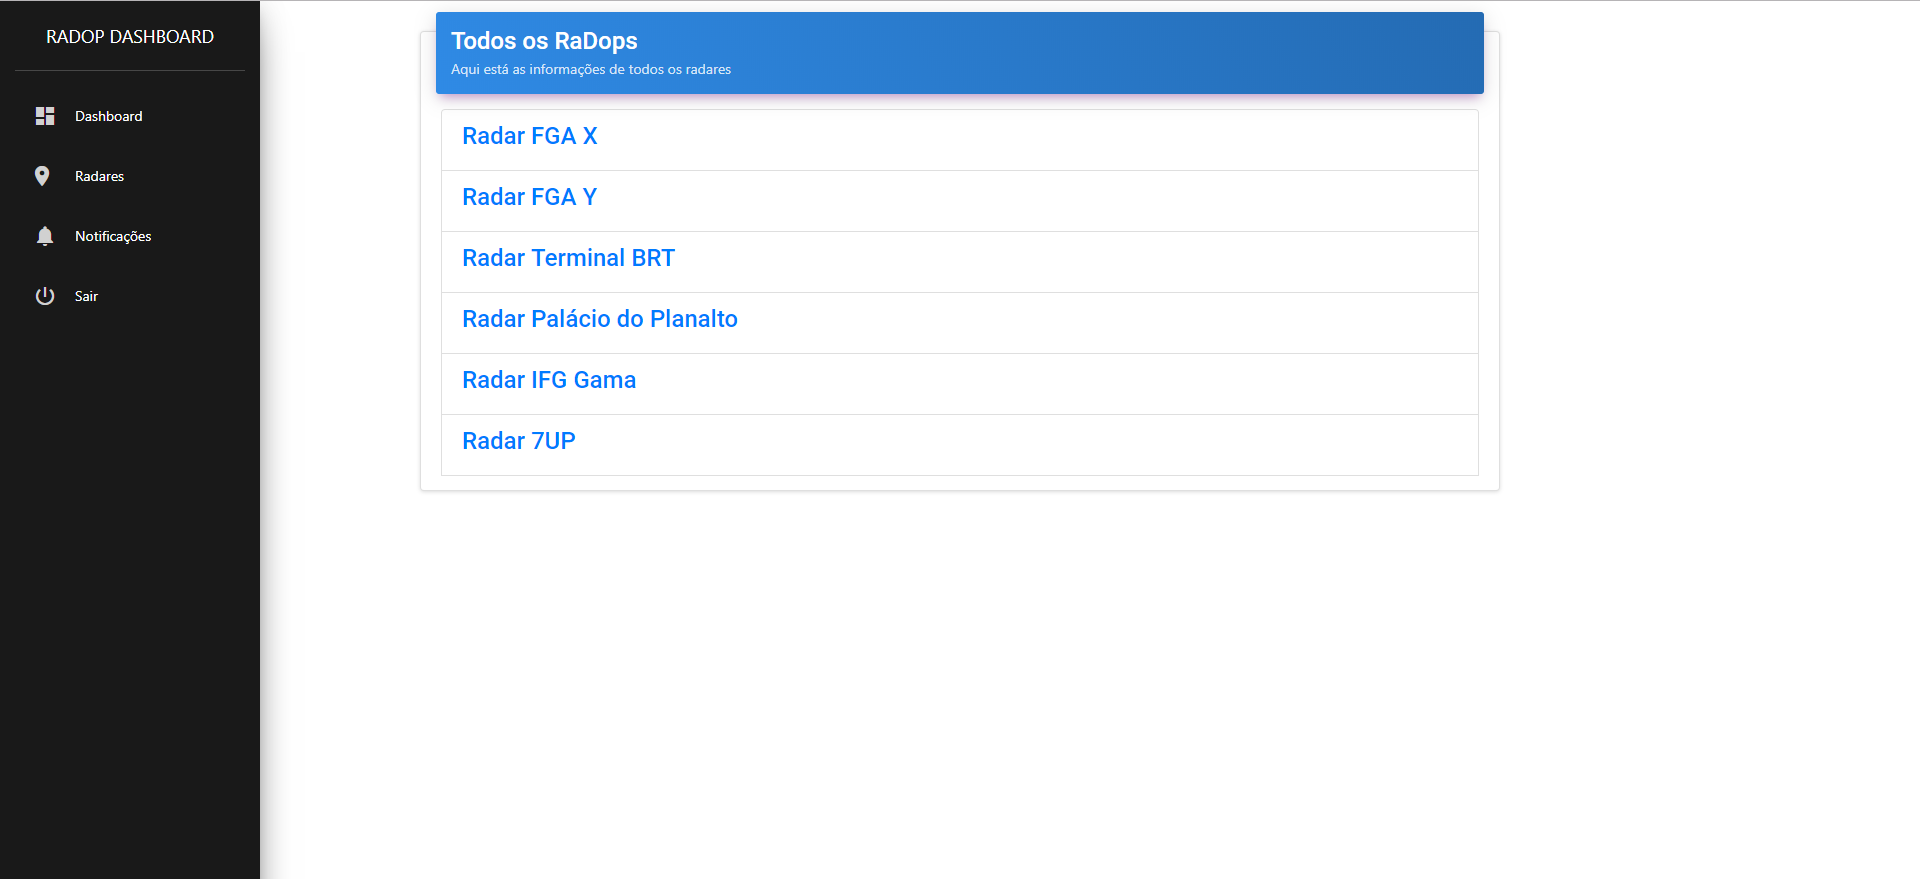 RADOP DASHBOARD
Dashboard
Radares
Notificações
Sair
Todos os RaDops
Aqui está as informações de todos os radares
Radar FGA X
Radar FGA Y
Radar Terminal BRT
Radar Palácio do Planalto
Radar IFG Gama
Radar 7UP